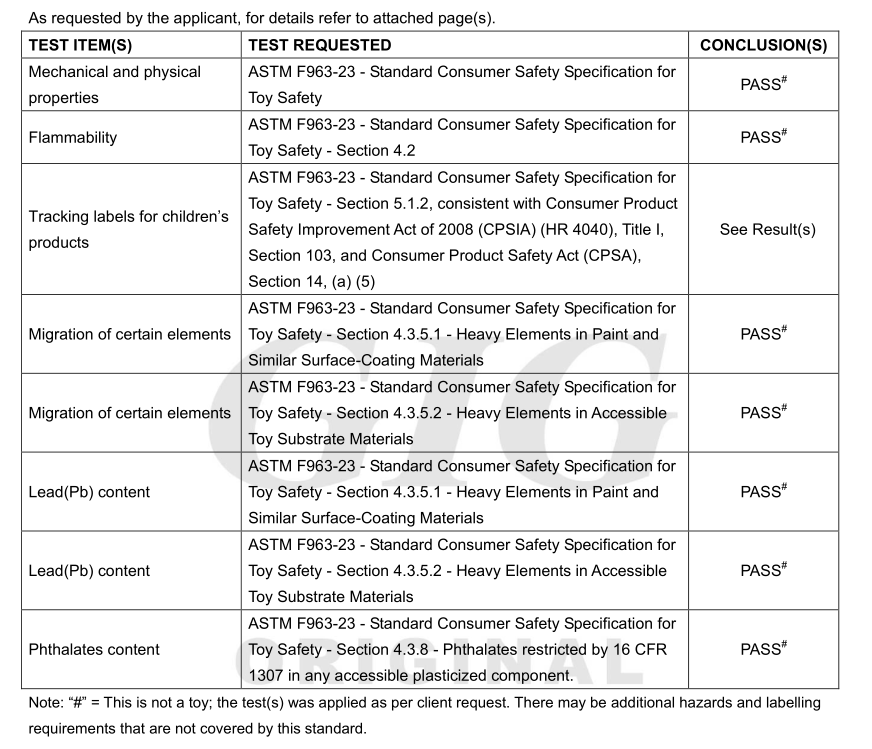 As requested by the applicant, for details refer to attached page(s).
TEST ITEM(S) TEST REQUESTED CONCLUSION(S)
Mechanical and physical properties
ASTM F963-23 - Standard Consumer Safety Specification for
Toy Safety
PASS#
Flammability
ASTM F963-23 - Standard Consumer Safety Specification for
Toy Safety - Section 4.2
PASS#
Tracking labels for children’s
products
ASTM F963-23 - Standard Consumer Safety Specification for
Toy Safety - Section 5.1.2, consistent with Consumer Product
Safety Improvement Act of 2008 (CPSIA) (HR 4040), Title I,
Section 103, and Consumer Product Safety Act (CPSA),
Section 14, (a) (5)
See Result(s)
Migration of certain elements
ASTM F963-23 - Standard Consumer Safety Specification for
Toy Safety - Section 4.3.5.1 - Heavy Elements in Paint and
Similar Surface-Coating Materials
PASS#
Migration of certain elements
ASTM F963-23 - Standard Consumer Safety Specification for
Toy Safety - Section 4.3.5.2 - Heavy Elements in Accessible
Toy Substrate Materials
PASS#
Lead(Pb) content
ASTM F963-23 - Standard Consumer Safety Specification for
Toy Safety - Section 4.3.5.1 - Heavy Elements in Paint and
Similar Surface-Coating Materials
PASS#
Lead(Pb) content
ASTM F963-23 - Standard Consumer Safety Specification for
Toy Safety - Section 4.3.5.2 - Heavy Elements in Accessible
Toy Substrate Materials
PASS#
Phthalates content
ASTM F963-23 - Standard Consumer Safety Specification for
Toy Safety - Section 4.3.8 - Phthalates restricted by 16 CFR
1307 in any accessible plasticized component.
PASS#
Note: “#” = This is not a toy; the test(s) was applied as per client request. There may be additional hazards and labelling
requirements that are not covered by this standard.
GIG
ORIGINAL